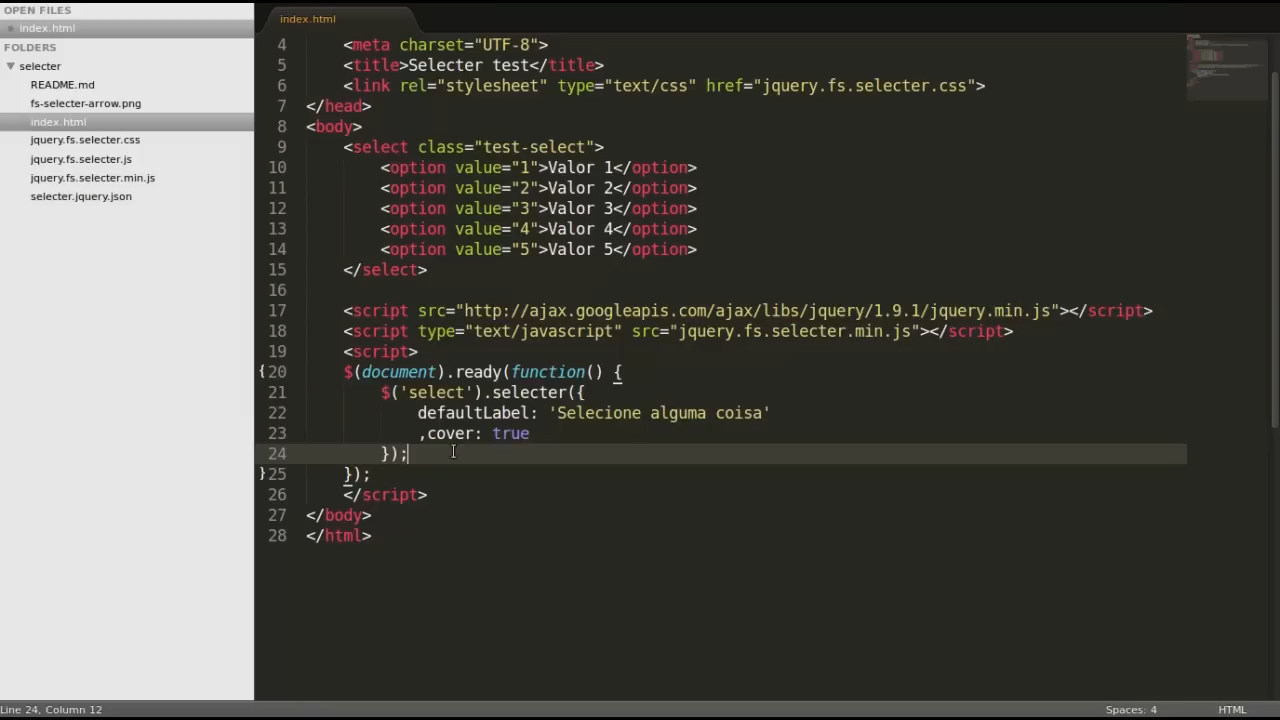 OPEN FILES
index.html
FOLDERS
selecter
README.md
fs-selecter-arrow.png
index.html
jquery.fs.selecter.css
jquery.fs.selecter.js
jquery.fs.selecter.min.js
selecter.jquery.json
index.html
4 <meta charset="UTF-8">
5 <title>Selecter test</title>
6 <link rel="stylesheet" type="text/css" href="jquery.fs.selecter.css">
7 </head>
8 <body>
9 <select class="test-select">
10 <option value="1">Valor 1</option>
11 <option value="2">Valor 2</option>
12 <option value="3">Valor 3</option>
13 <option value="4">Valor 4</option>
14 <option value="5">Valor 5</option>
15 </select>
16
17 <script src="http://ajax.googleapis.com/ajax/libs/jquery/1.9.1/jquery.min.js"></script>
18 <script type="text/javascript" src="jquery.fs.selecter.min.js"></script>
19 <script>
{20 $(document).ready(function() {
21 $('select').selecter({
22 defaultLabel: 'Selecione alguma coisa'
23 ,cover: true
24 });
}25 });
26 </script>
27 </body>
28 </html>
Line 24, Column 12
Spaces: 4
HTML